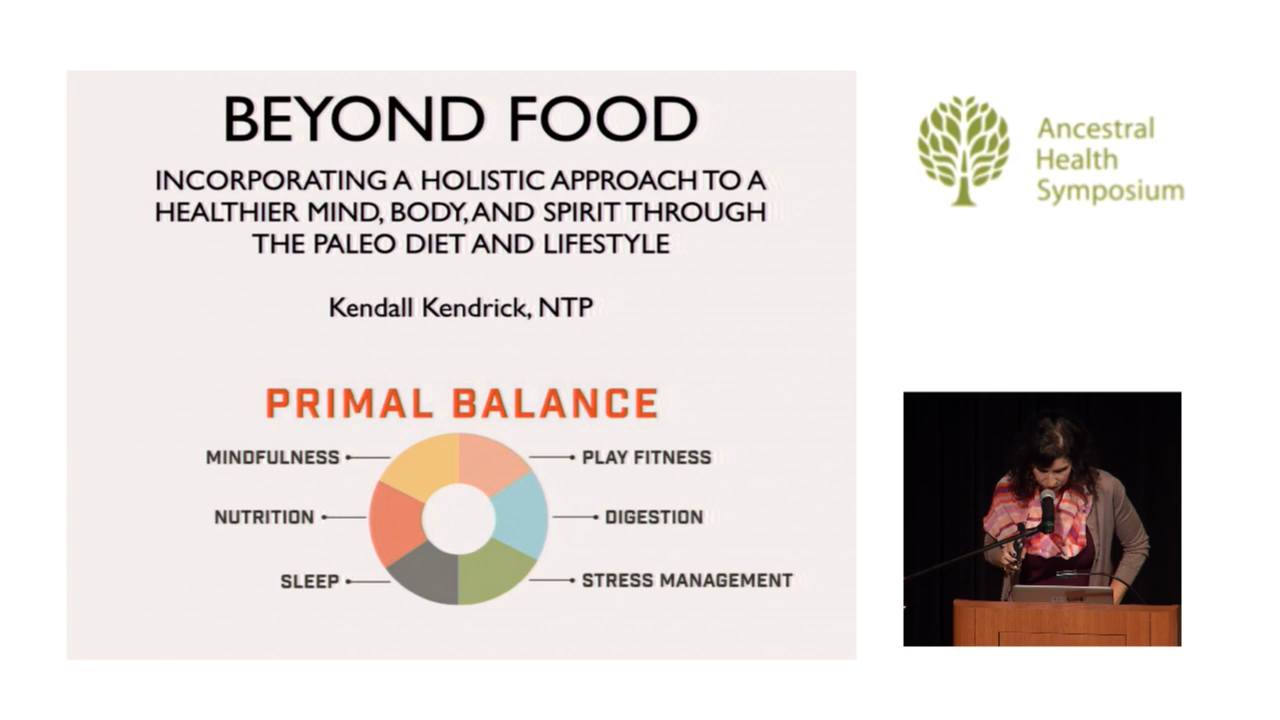 BEYOND FOOD
INCORPORATING A HOLISTIC APPROACH TO A
HEALTHIER MIND, BODY, AND SPIRIT THROUGH
THE PALEO DIET AND LIFESTYLE
Kendall Kendrick, NTP
PRIMAL BALANCE
MINDFULNESS
PLAY FITNESS
NUTRITION
DIGESTION
SLEEP
STRESS MANAGEMENT
Ancestral
Health
Symposium